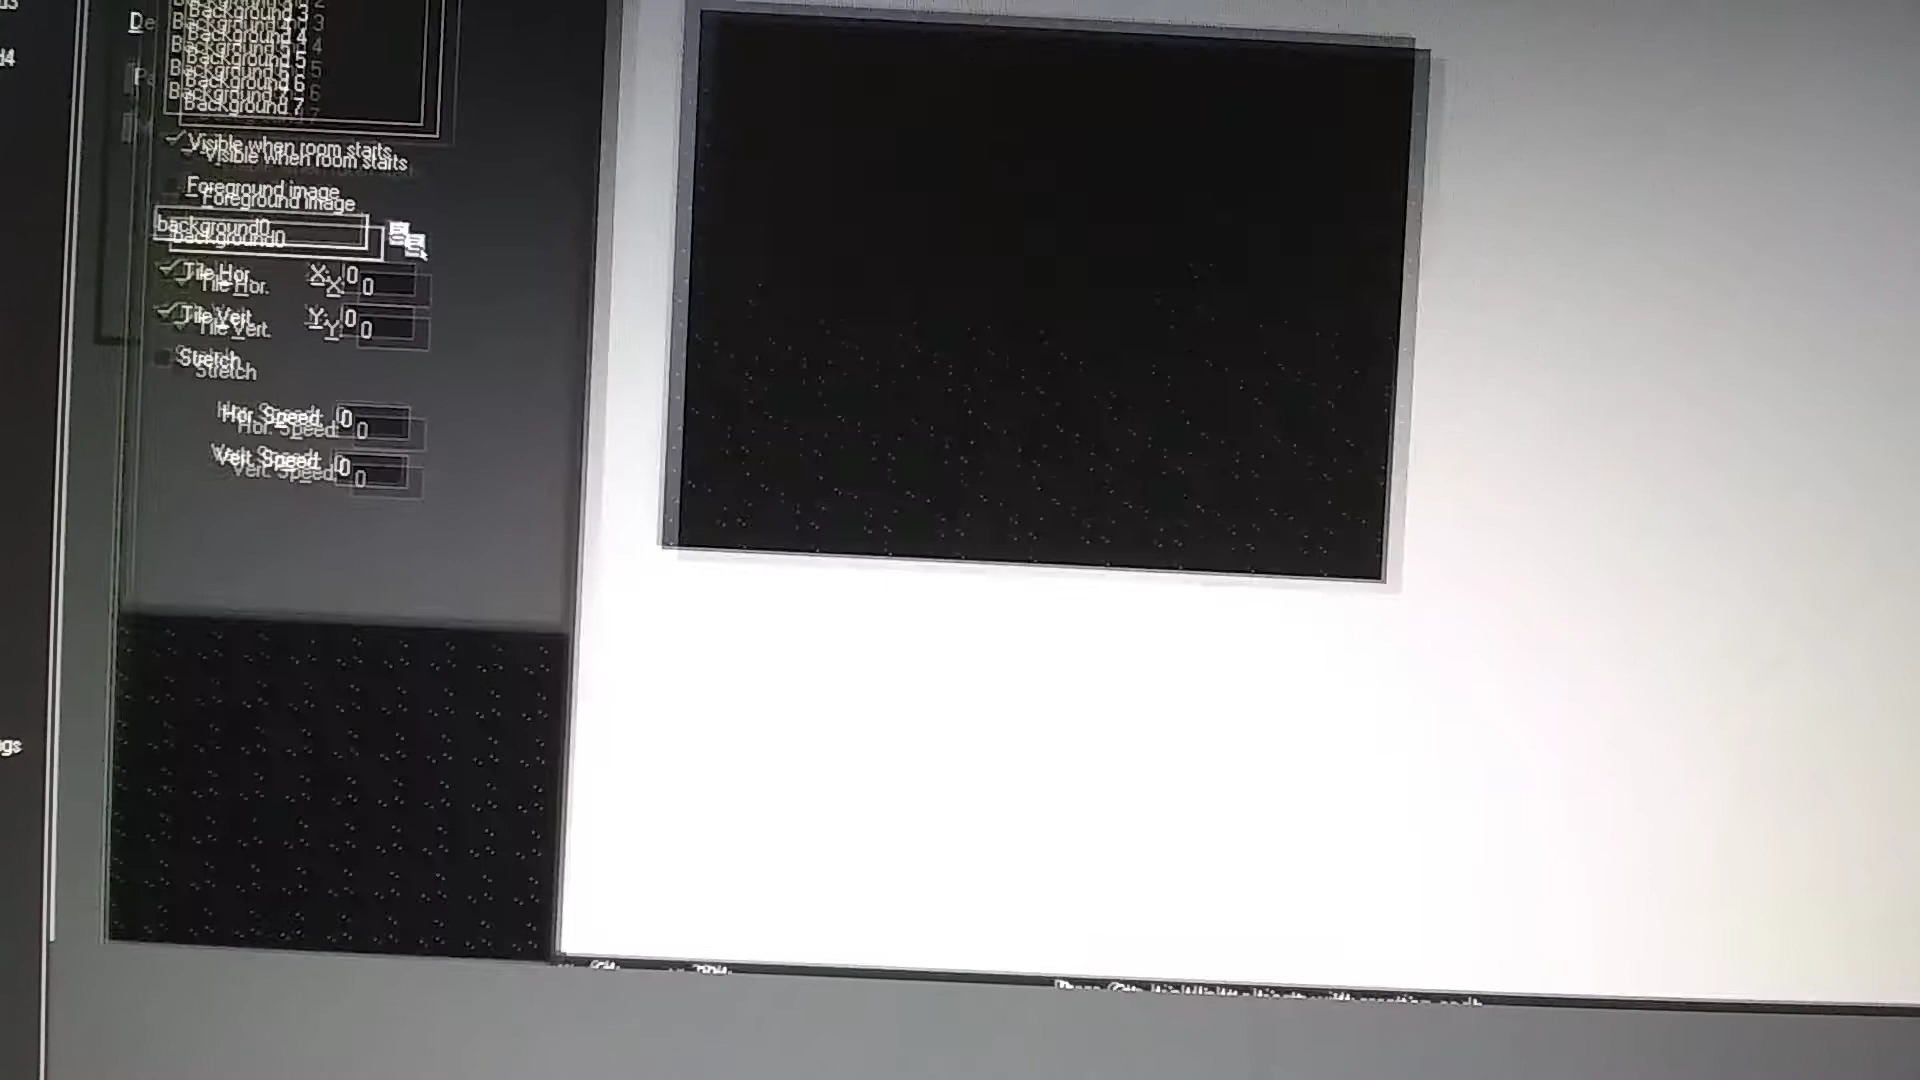 Background 3
Background 4
Background 5
Background 6
Background 7
Visible when room starts
Foreground image
background0
Tile Hor. X: 0
Tile Vert. Y: 0
Stretch
Hor. Speed: 0
Vert. Speed: 0